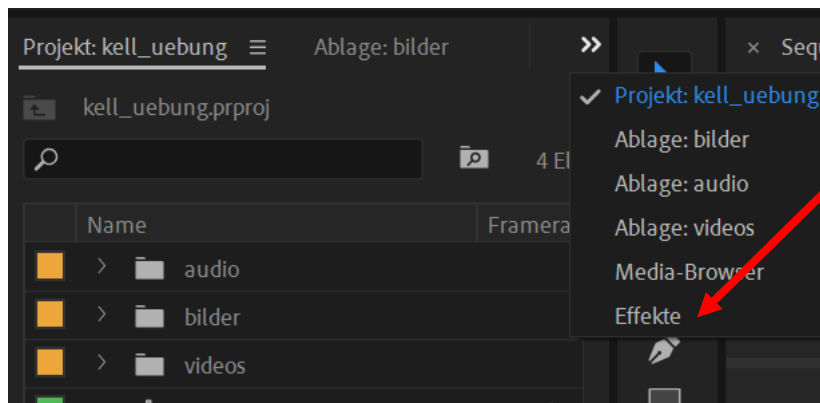 Projekt: kell_uebung
Ablage: bilder
× Sequ
kell_uebung.prproj
4 El
Name
Framera
audio
bilder
videos
Projekt: kell_uebung
Ablage: bilder
Ablage: audio
Ablage: videos
Media-Browser
Effekte